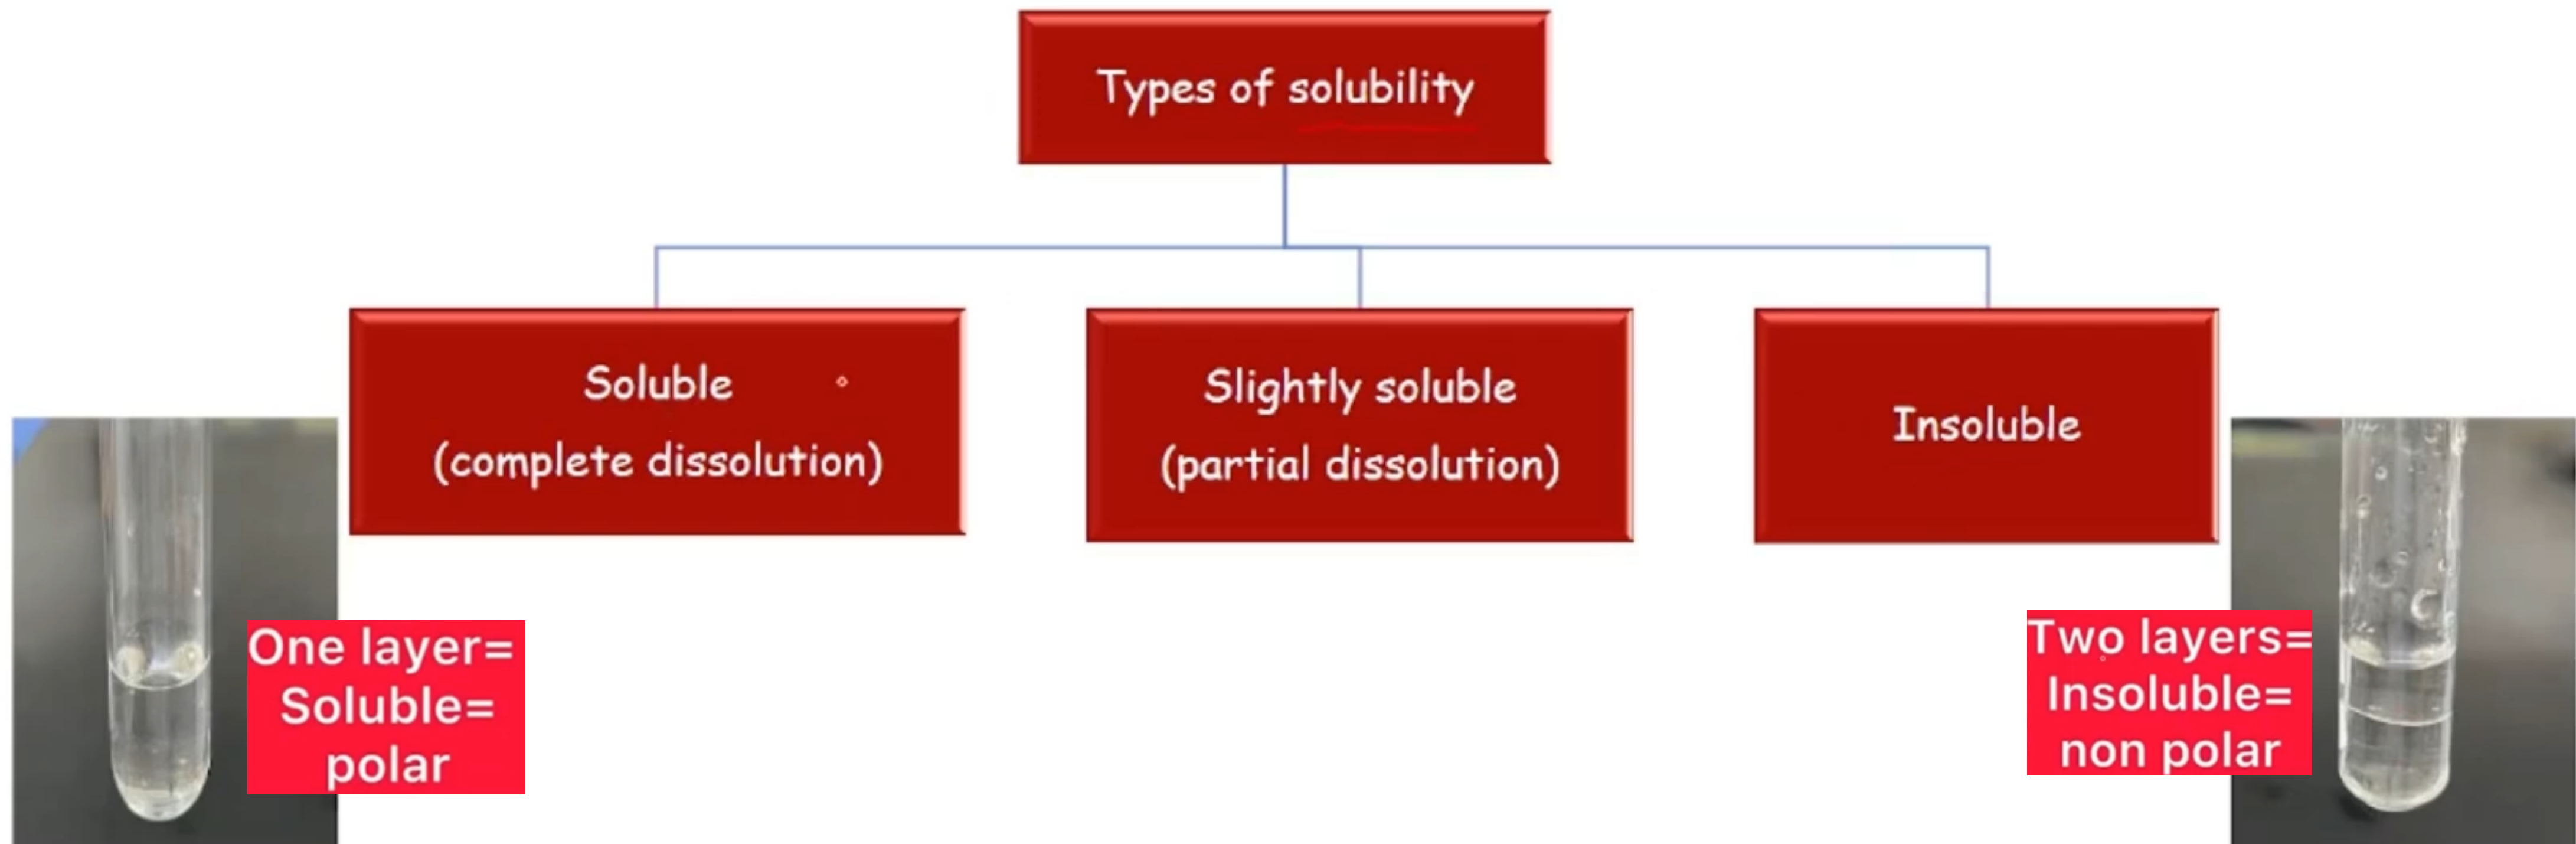 Types of solubility
Soluble
(complete dissolution)
Slightly soluble
(partial dissolution)
Insoluble
One layer=
Soluble=
polar
Two layers=
Insoluble=
non polar